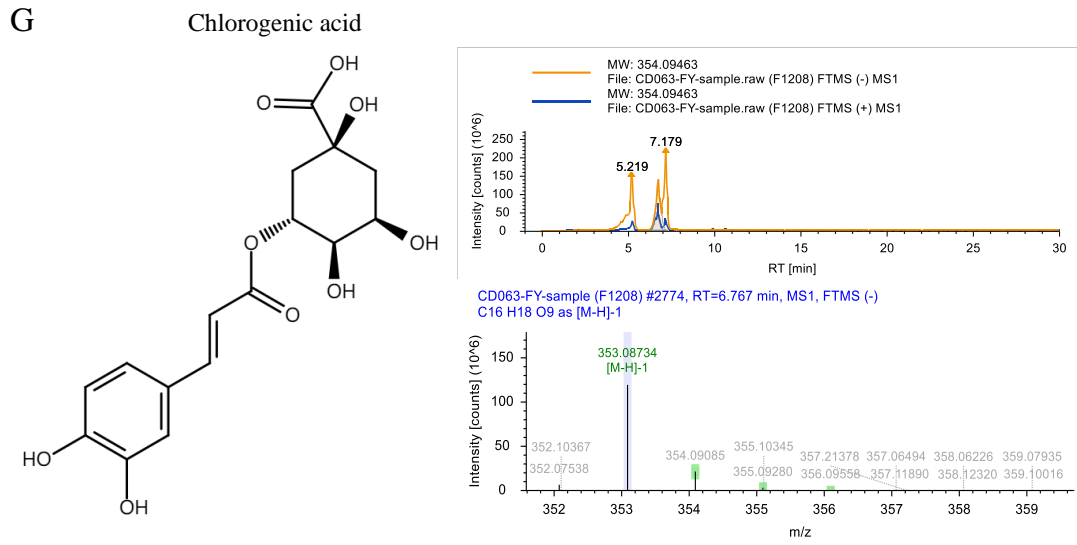 G
Chlorogenic acid
OH
O
OH
OH
OH
O
O
HO
OH
MW: 354.09463
File: CD063-FY-sample.raw (F1208) FTMS (-) MS1
MW: 354.09463
File: CD063-FY-sample.raw (F1208) FTMS (+) MS1
Intensity [counts] (10^6)
250
200
150
100
50
0
5.219
7.179
0 5 10 15 20 25 30
RT [min]
CD063-FY-sample (F1208) #2774, RT=6.767 min, MS1, FTMS (-)
C16 H18 O9 as [M-H]-1
Intensity [counts] (10^6)
150
100
50
0
353.08734
[M-H]-1
352.10367
352.07538
354.09085
355.10345
355.09280
357.21378 357.06494 358.06226 359.07935
356.09558 357.11890 358.12320 359.10016
352 353 354 355 356 357 358 359
m/z